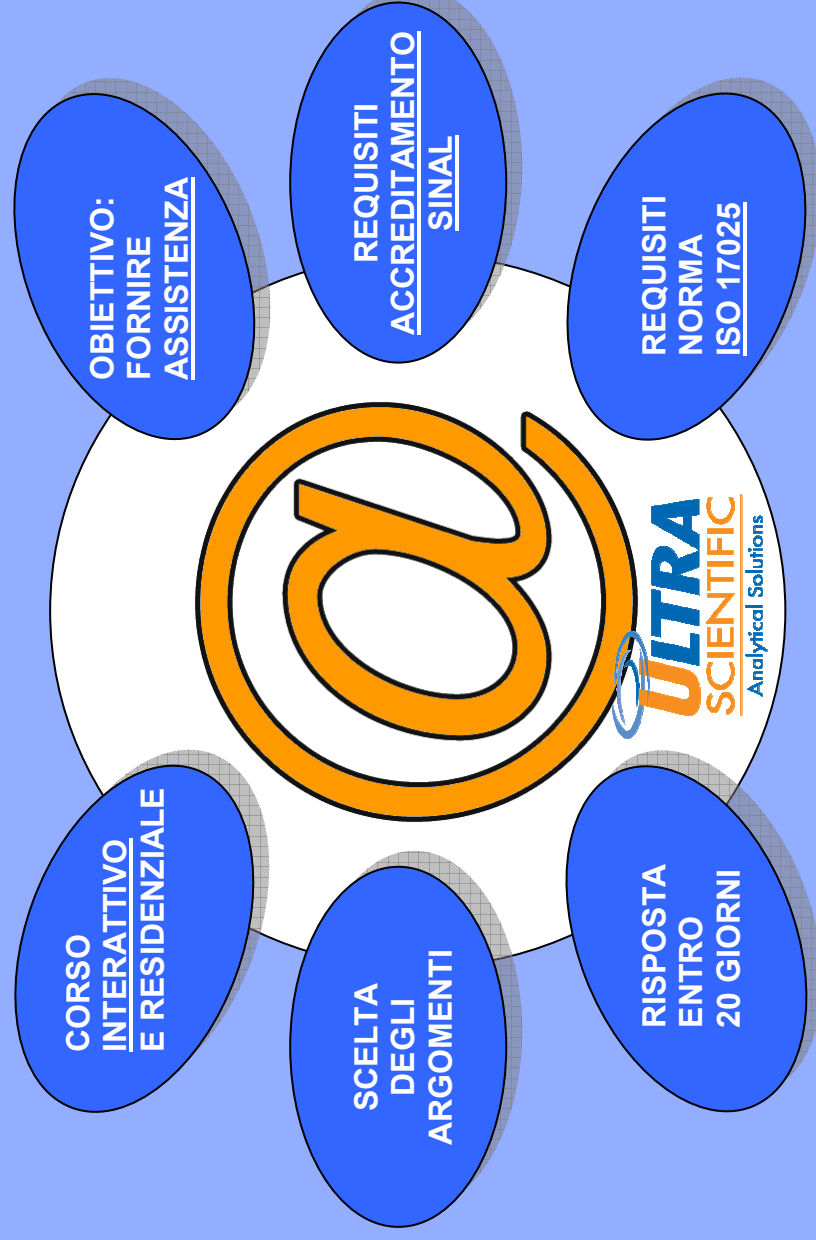 CORSO
INTERATTIVO
E RESIDENZIALE
OBIETTIVO:
FORNIRE
ASSISTENZA
SCELTA
DEGLI
ARGOMENTI
@
REQUISITI
ACCREDITAMENTO
SINAL
RISPOSTA
ENTRO
20 GIORNI
ULTRA
SCIENTIFIC
Analytical Solutions
REQUISITI
NORMA
ISO 17025